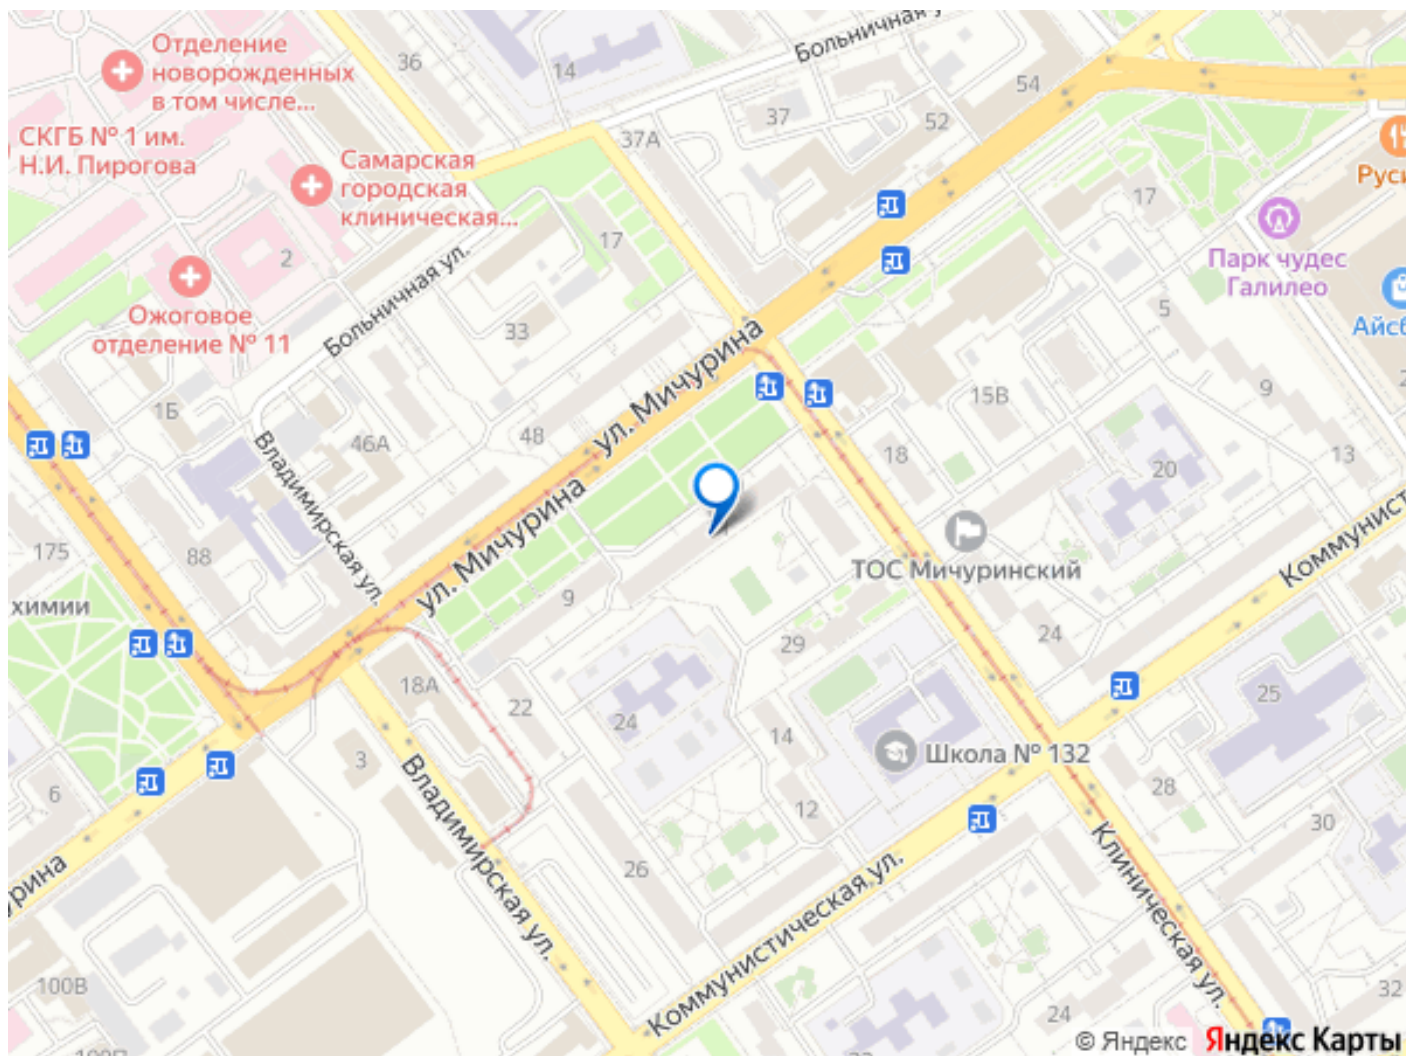 Отделение
новорожденных
в том числе...
36
14
Больничная у
54
СКГБ № 1 им.
Н.И. Пирогова
Самарская
городская
клиническая...
37А
37
52
Руси
17
Парк чудес
Галилео
Айсб
2
17
Больничная ул.
Ожоговое
отделение № 11
33
5
ул. Мичурина
9
15В
1Б
46А
48
Владимирская ул.
18
20
13
ул. Мичурина
175
88
химии
9
ТОС Мичуринский
Коммунист
29
24
18А
22
24
25
14
Школа № 132
3
6
12
28
30
Владимирская ул.
26
Коммунистическая ул.
Клиническая ул.
рина
100В
24
32
© Яндекс
Яндекс Карты